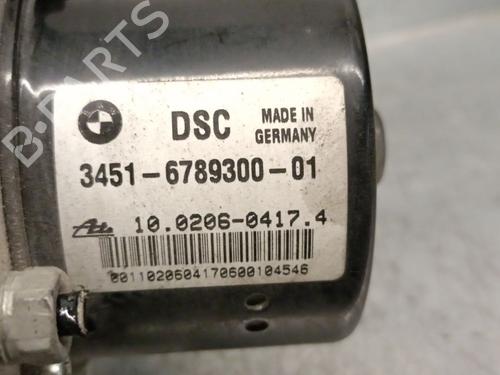 B-PARTS
DSC
MADE IN
GERMANY
3451-6789300-01
Ate 10.0206-0417.4
00110206041706001045​46